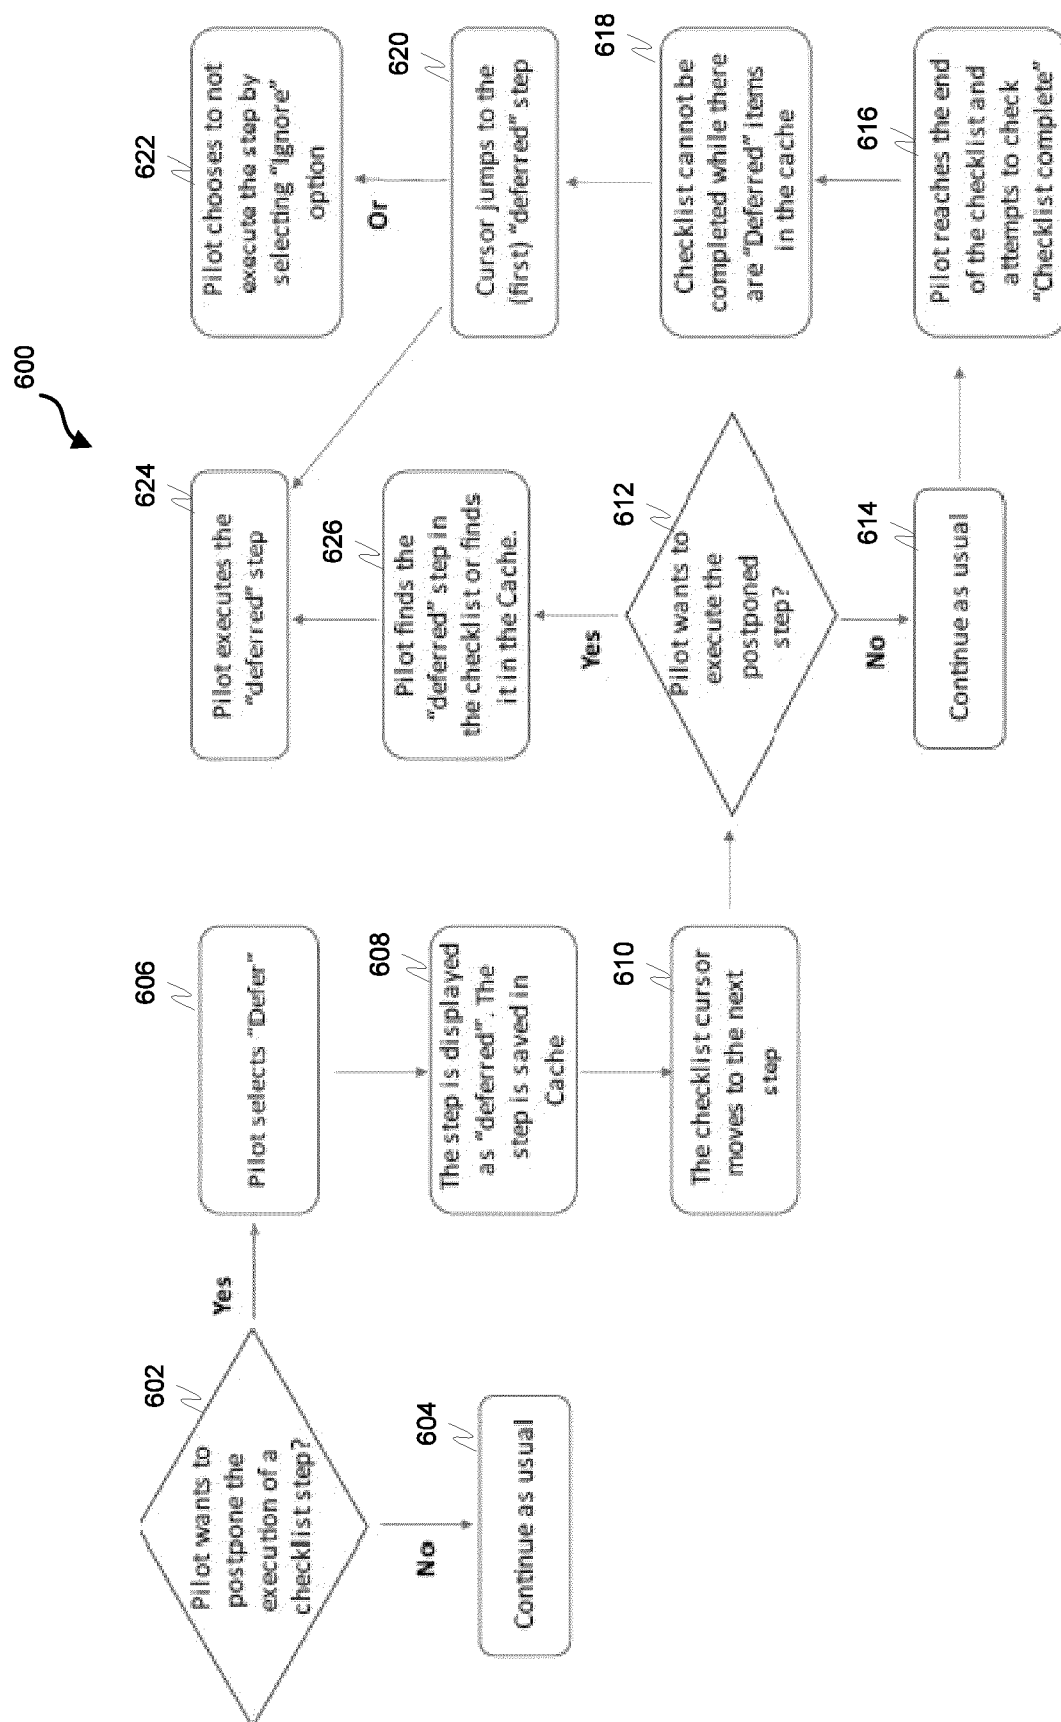 600
602
Pilot wants to
postpone the
execution of a
checklist step?
Yes
No
604
Continue as usual
606
Pilot selects "Defer"
608
The step is displayed
as "deferred". The
step is saved in
Cache
610
The checklist cursor
moves to the next
step
612
Pilot wants to
execute the
postponed
step?
Yes
No
614
Continue as usual
624
Pilot executes the
"deferred" step
626
Pilot finds the
"deferred" step in
the checklist or finds
it in the Cache.
622
Pilot chooses to not
execute the step by
selecting "Ignore"
option
Or
620
Cursor jumps to the
(first) "deferred" step
618
Checklist cannot be
completed while there
are "Deferred" items
in the cache
616
Pilot reaches the end
of the checklist and
attempts to check
"Checklist complete"